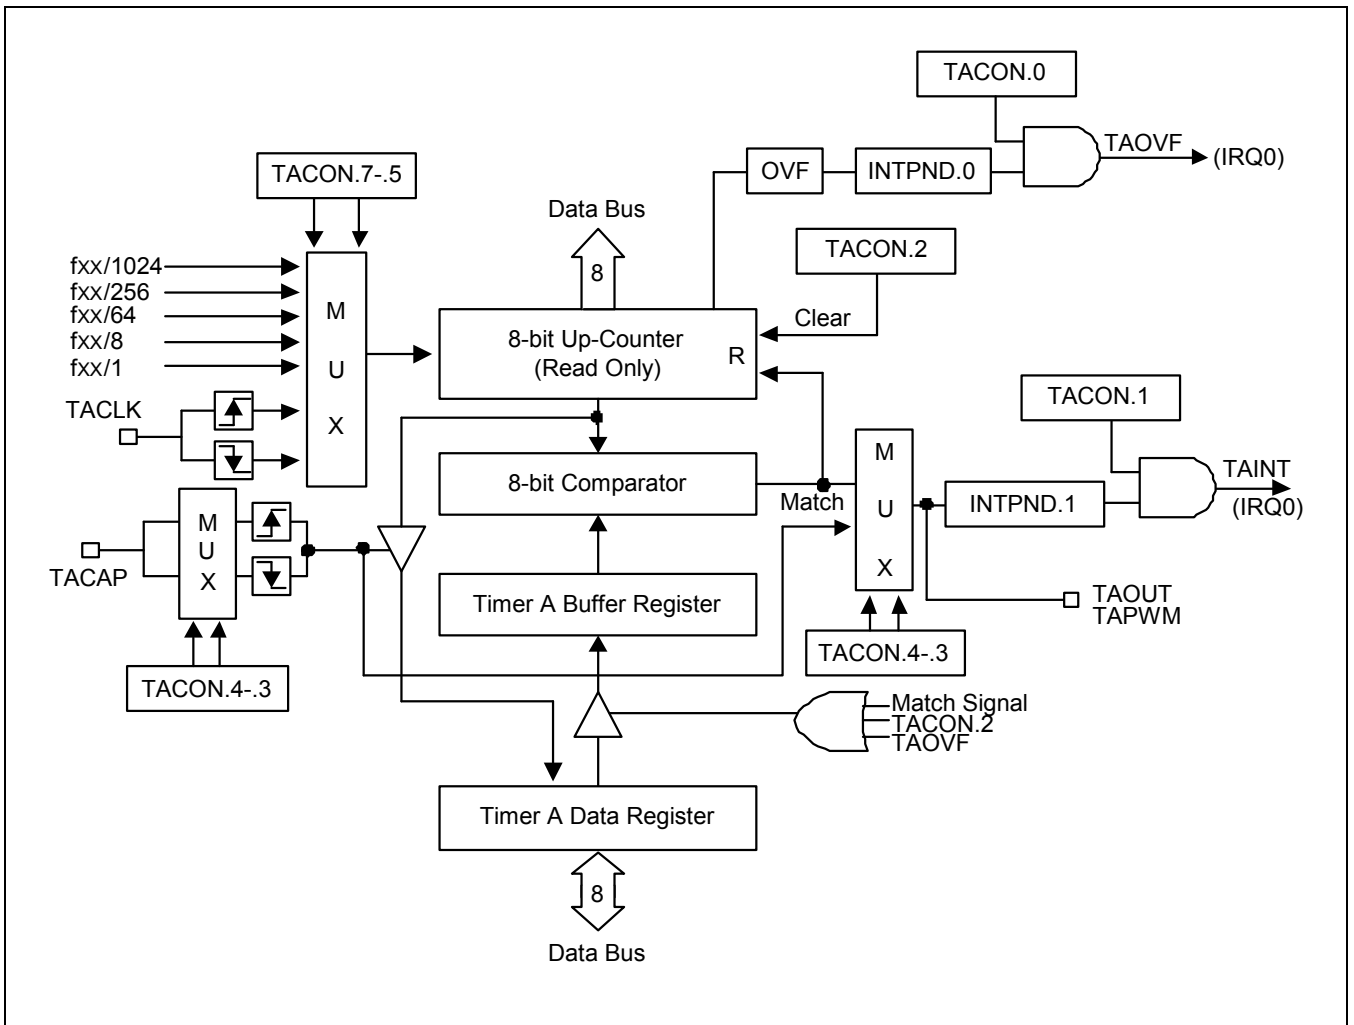 TACON.0
TAOVF
(IRQ0)
OVF
INTPND.0
TACON.7-.5
Data Bus
8
TACON.2
fxx/1024
fxx/256
fxx/64
fxx/8
fxx/1
M
U
X
8-bit Up-Counter
(Read Only)
R
Clear
TACLK
TACON.1
8-bit Comparator
Match
M
U
X
INTPND.1
TAINT
(IRQ0)
TACAP
M
U
X
Timer A Buffer Register
TAOUT
TAPWM
TACON.4-.3
TACON.4-.3
Match Signal
TACON.2
TAOVF
Timer A Data Register
8
Data Bus